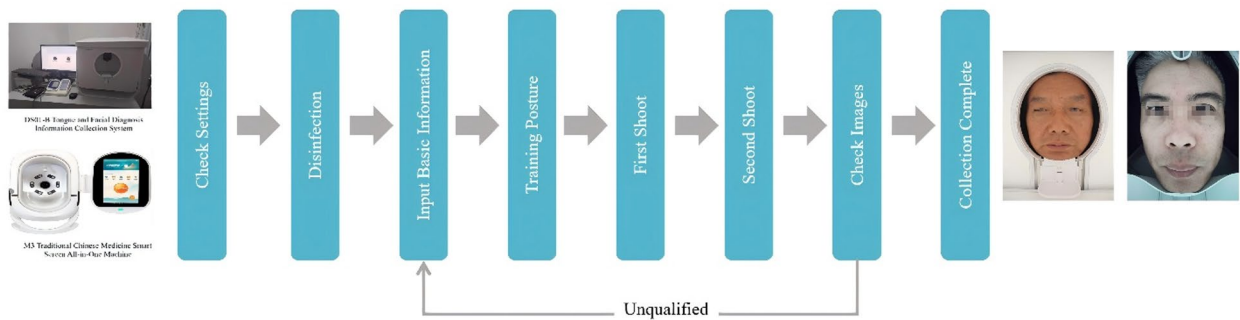 DS01-B Tongue and Facial Diagnosis
Information Collection System
M3 Traditional Chinese Medicine Smart
Screen All-in-One Machine
Check Settings
Disinfection
Input Basic Information
Training Posture
First Shoot
Second Shoot
Check Images
Collection Complete
Unqualified